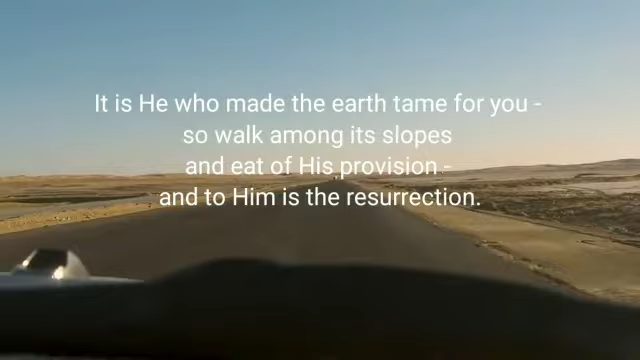 It is He who made the earth tame for you -
so walk among its slopes
and eat of His provision -
and to Him is the resurrection.